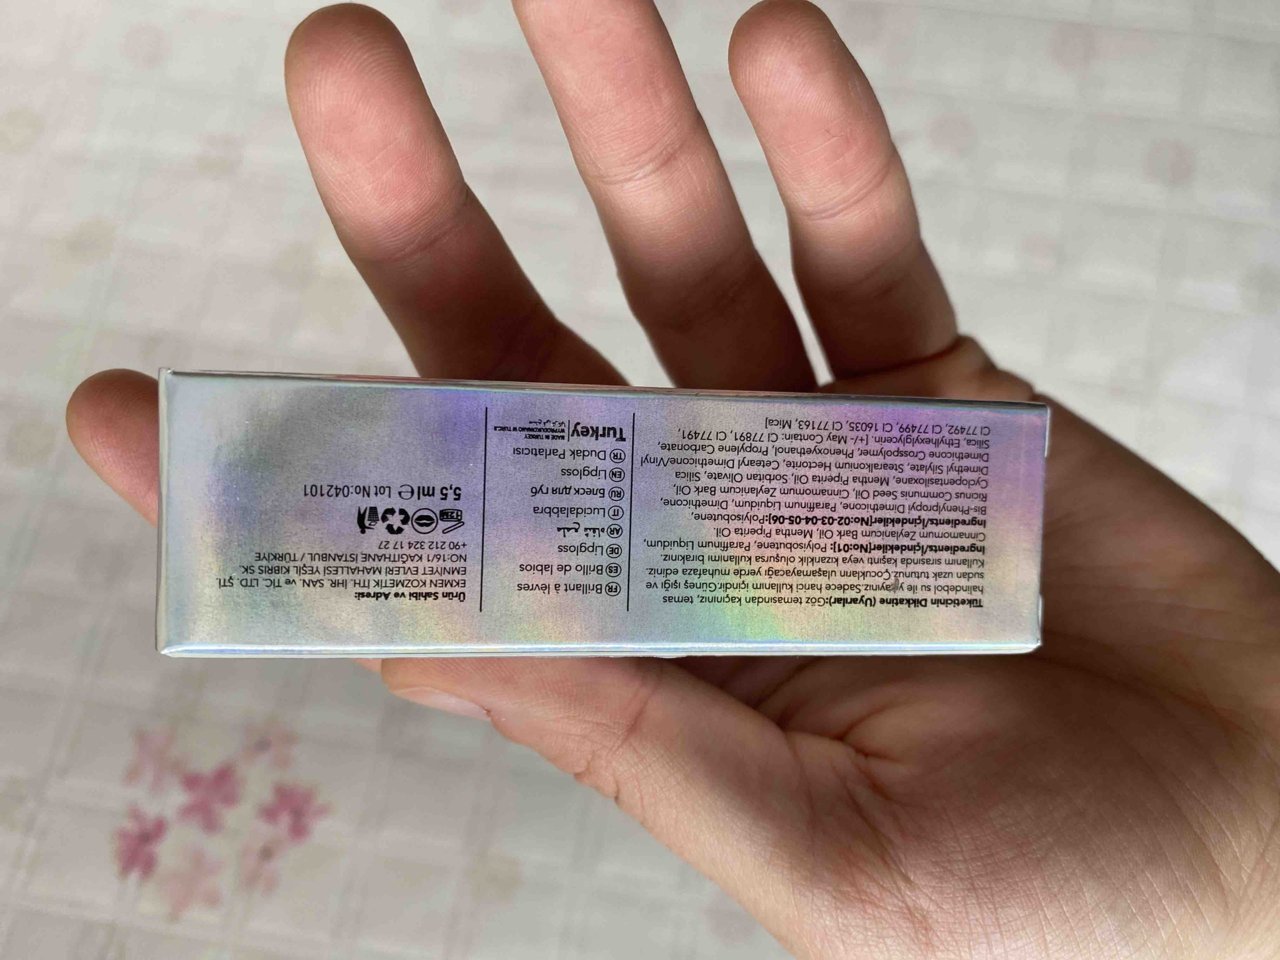 Tüketicinin Dikkatine (Uyarılar):Göz temasından kaçınınız, temas
halindebol su ile yıkayınız.Sadece harici kullanım içindir.Güneş ışığı ve
sudan uzak tutunuz.Çocukların ulaşamayacağı yerde muhafaza ediniz.
Kullanım sırasında kaşıntı veya kızarıklık oluşursa kullanımı bırakınız.
Ingredients/İçindekiler[No:01]: Polyisobutene, Paraffinum Liquidum,
Cinnamomum Zeylanicum Bark Oil, Mentha Piperita Oil.
Ingredients/İçindekiler[No:02-03-04-05-06]:Polyisobutene,
Bis-Phenylpropyl Dimethicone, Paraffinum Liquidum, Dimethicone,
Ricinus Communis Seed Oil, Cinnamomum Zeylanicum Bark Oil,
Cyclopentasiloxane, Mentha Piperita Oil, Sorbitan Olivate, Silica
Dimethyl Silylate, Stearalkonium Hectorite, Cetearyl Dimethicone/Vinyl
Dimethicone Crosspolymer, Phenoxyethanol, Propylene Carbonate,
Silica, Ethylhexylglycerin. [+/- May Contain: CI 77891, CI 77491,
CI 77492, CI 77499, CI 16035, CI 77163, Mica]
FR Brillant à lèvres
ES Brillo de labios
DE Lipgloss
AR ملمع شفاه
IT Lucidalabbra
RU Блеск для губ
EN Lipgloss
TR Dudak Parlatıcısı
Turkey
MADE IN TURKEY
WYPRODUKOWANO W TURCJI
Ürün Sahibi ve Adresi:
EKMEN KOZMETİK İTH. İHR. SAN. ve TİC. LTD. ŞTİ.
EMNİYET EVLER MAHALLESİ YEŞİL KIBRIS SK.
NO:16/1 KAĞITHANE İSTANBUL / TÜRKİYE
+90 212 324 17 27
12M
5,5 ml ℮ Lot No:042101